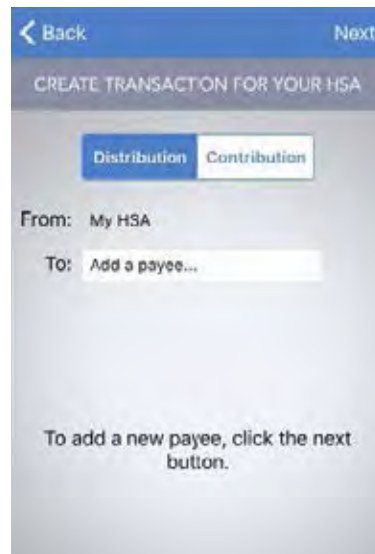 Back Next
CREATE TRANSACTION FOR YOUR HSA
Distribution Contribution
From: My HSA
To: Add a payee...
To add a new payee, click the next
button.